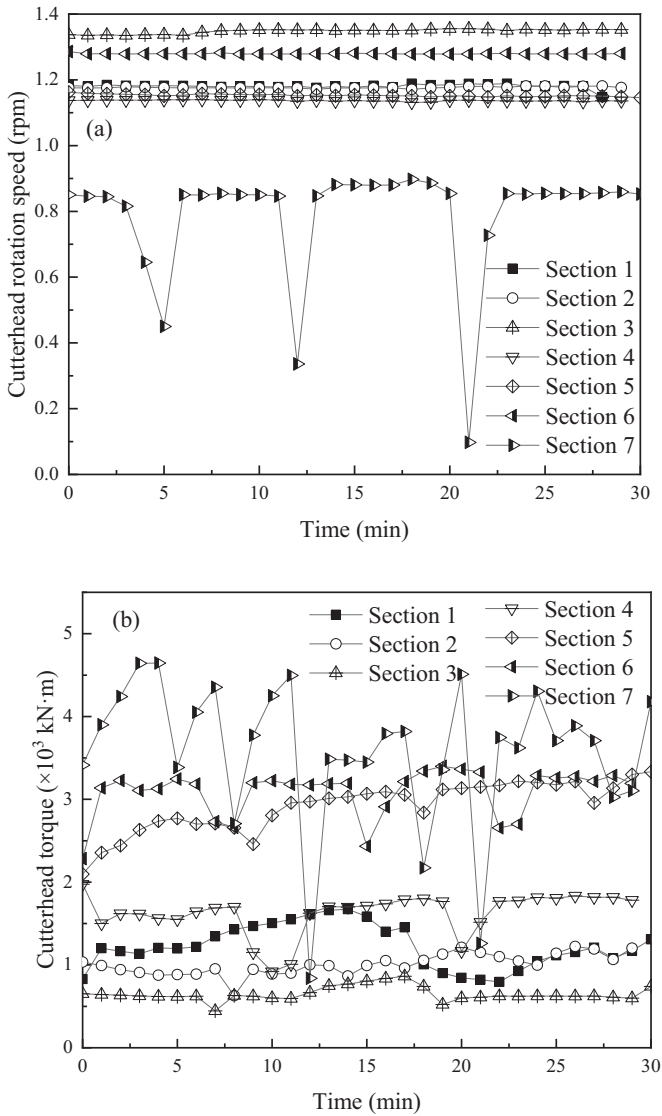 1.4
1.2
1.0
0.8
0.6
0.4
0.2
0.0
Cutterhead rotation speed (rpm)
(a)
Section 1
Section 2
Section 3
Section 4
Section 5
Section 6
Section 7
0 5 10 15 20 25 30
Time (min)
5
4
3
2
1
0
Cutterhead torque (×10³ kN·m)
(b)
Section 1
Section 2
Section 3
Section 4
Section 5
Section 6
Section 7
0 5 10 15 20 25 30
Time (min)